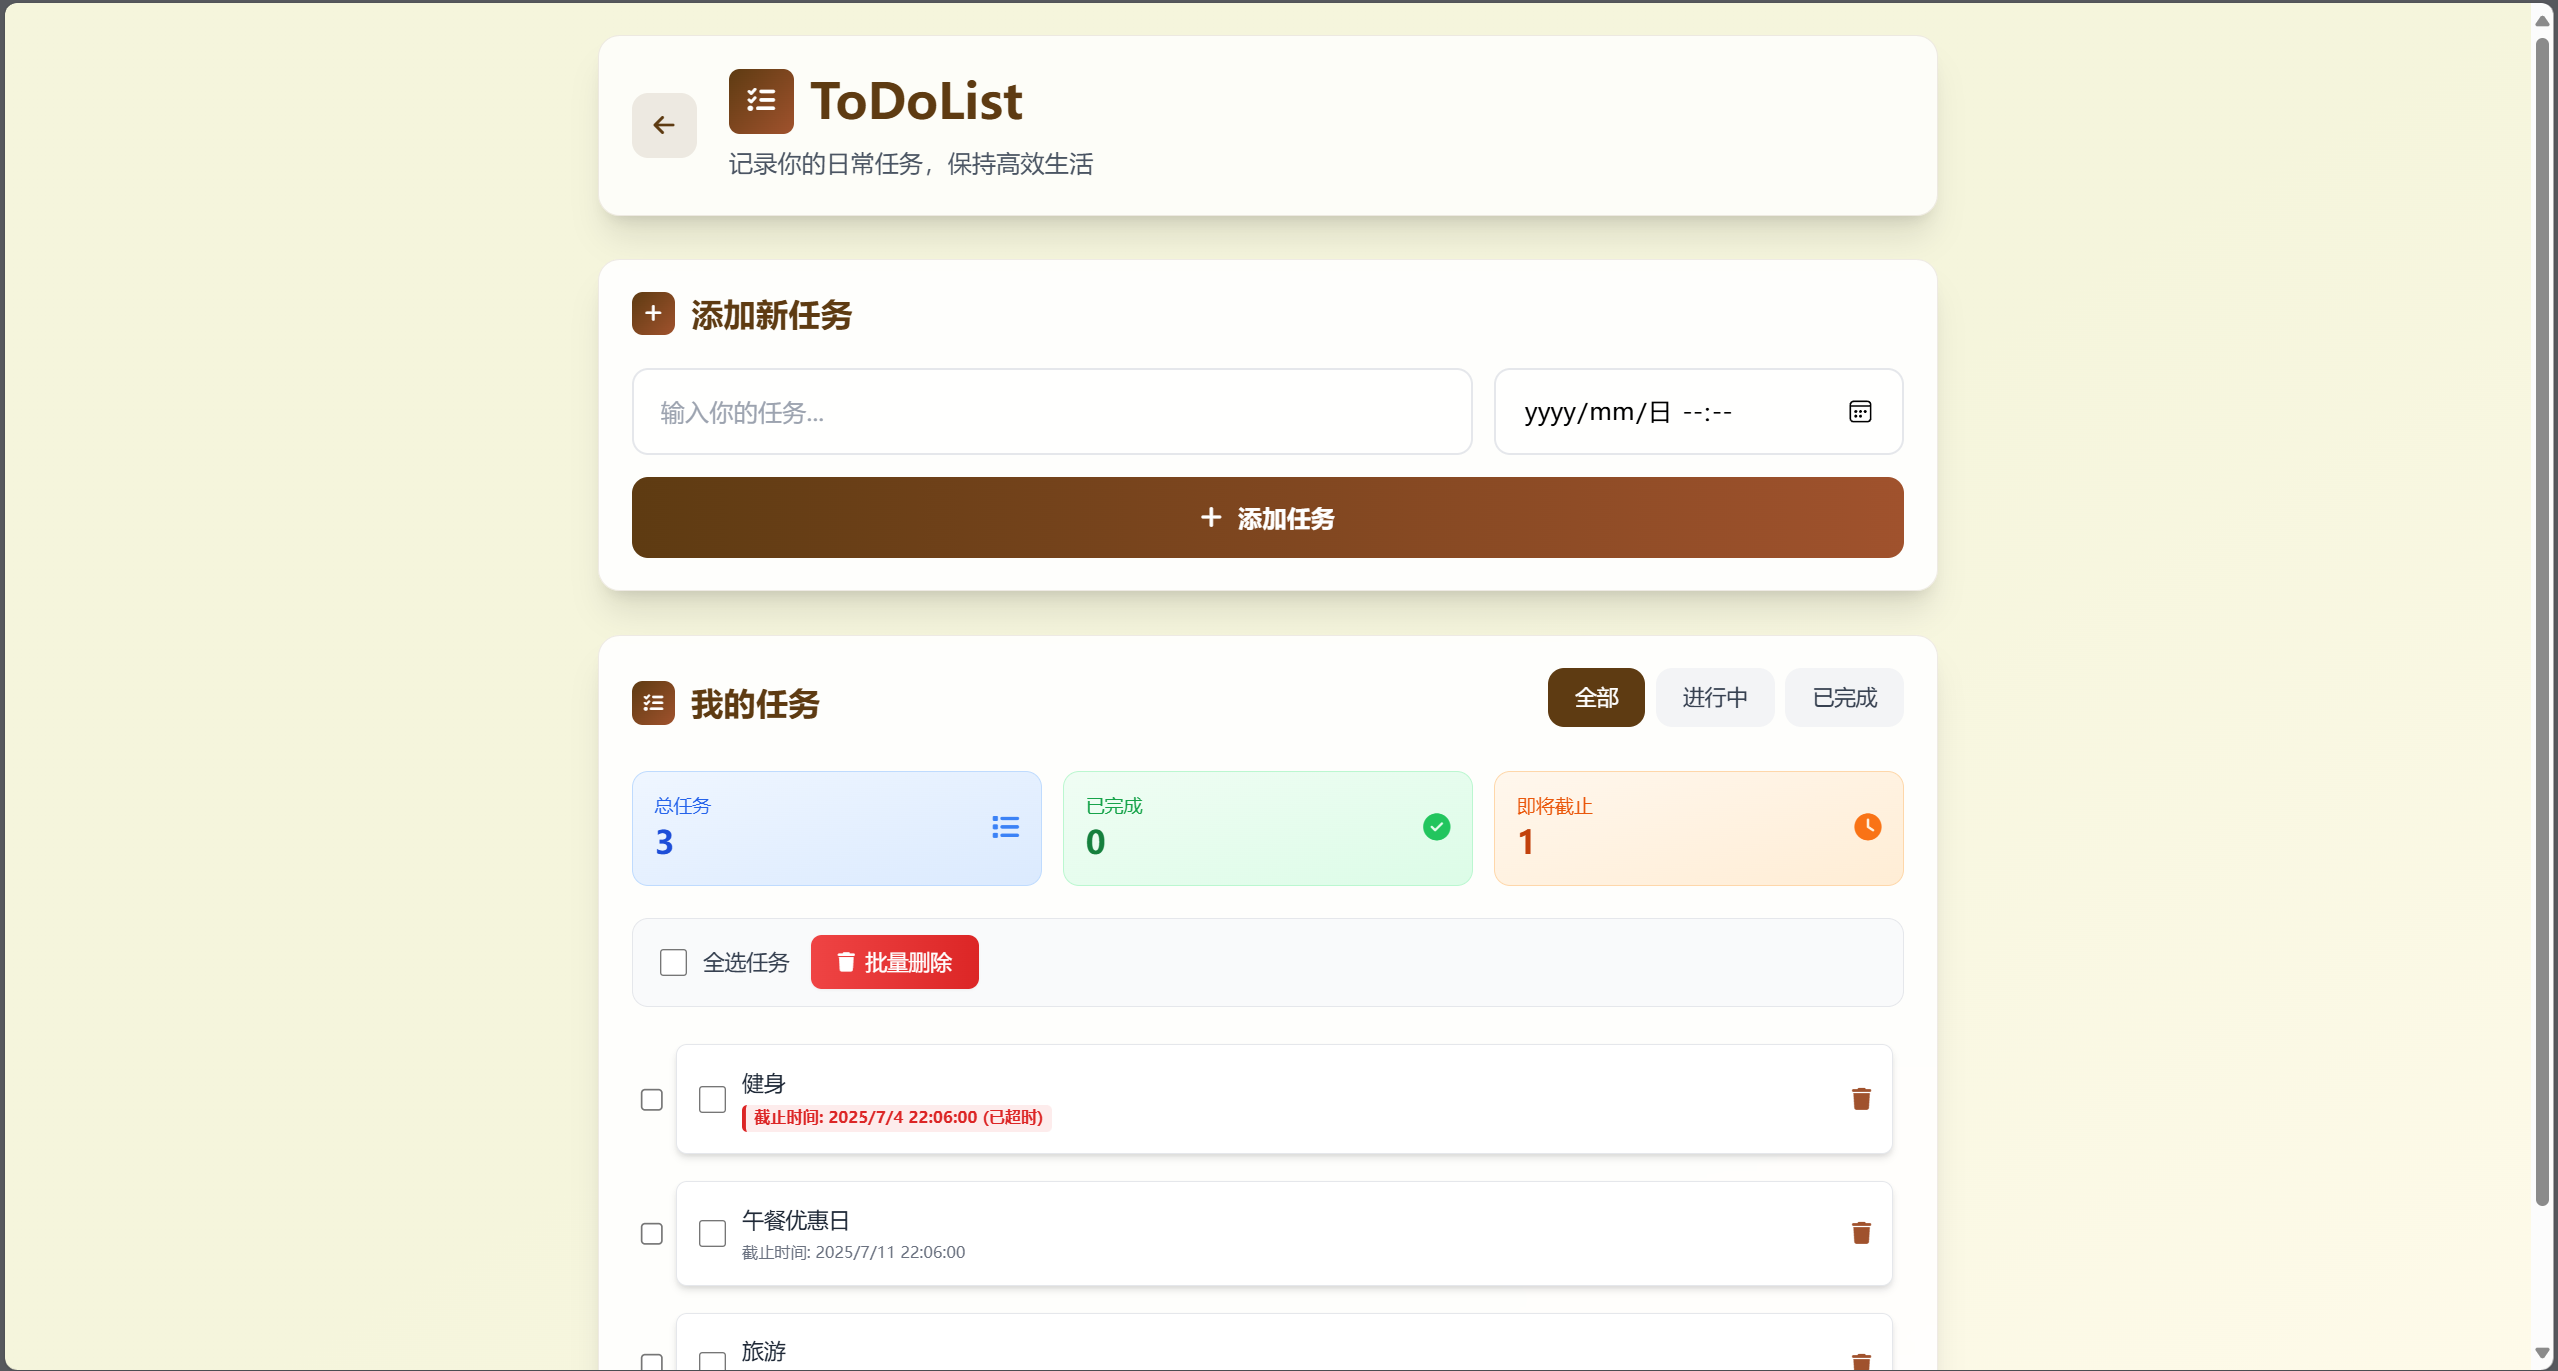 ToDoList
记录你的日常任务，保持高效生活
添加新任务
输入你的任务...
yyyy/mm/日 --:--
添加任务
我的任务
全部
进行中
已完成
总任务
3
已完成
0
即将截止
1
全选任务
批量删除
健身
截止时间: 2025/7/4 22:06:00 (已超时)
午餐优惠日
截止时间: 2025/7/11 22:06:00
旅游